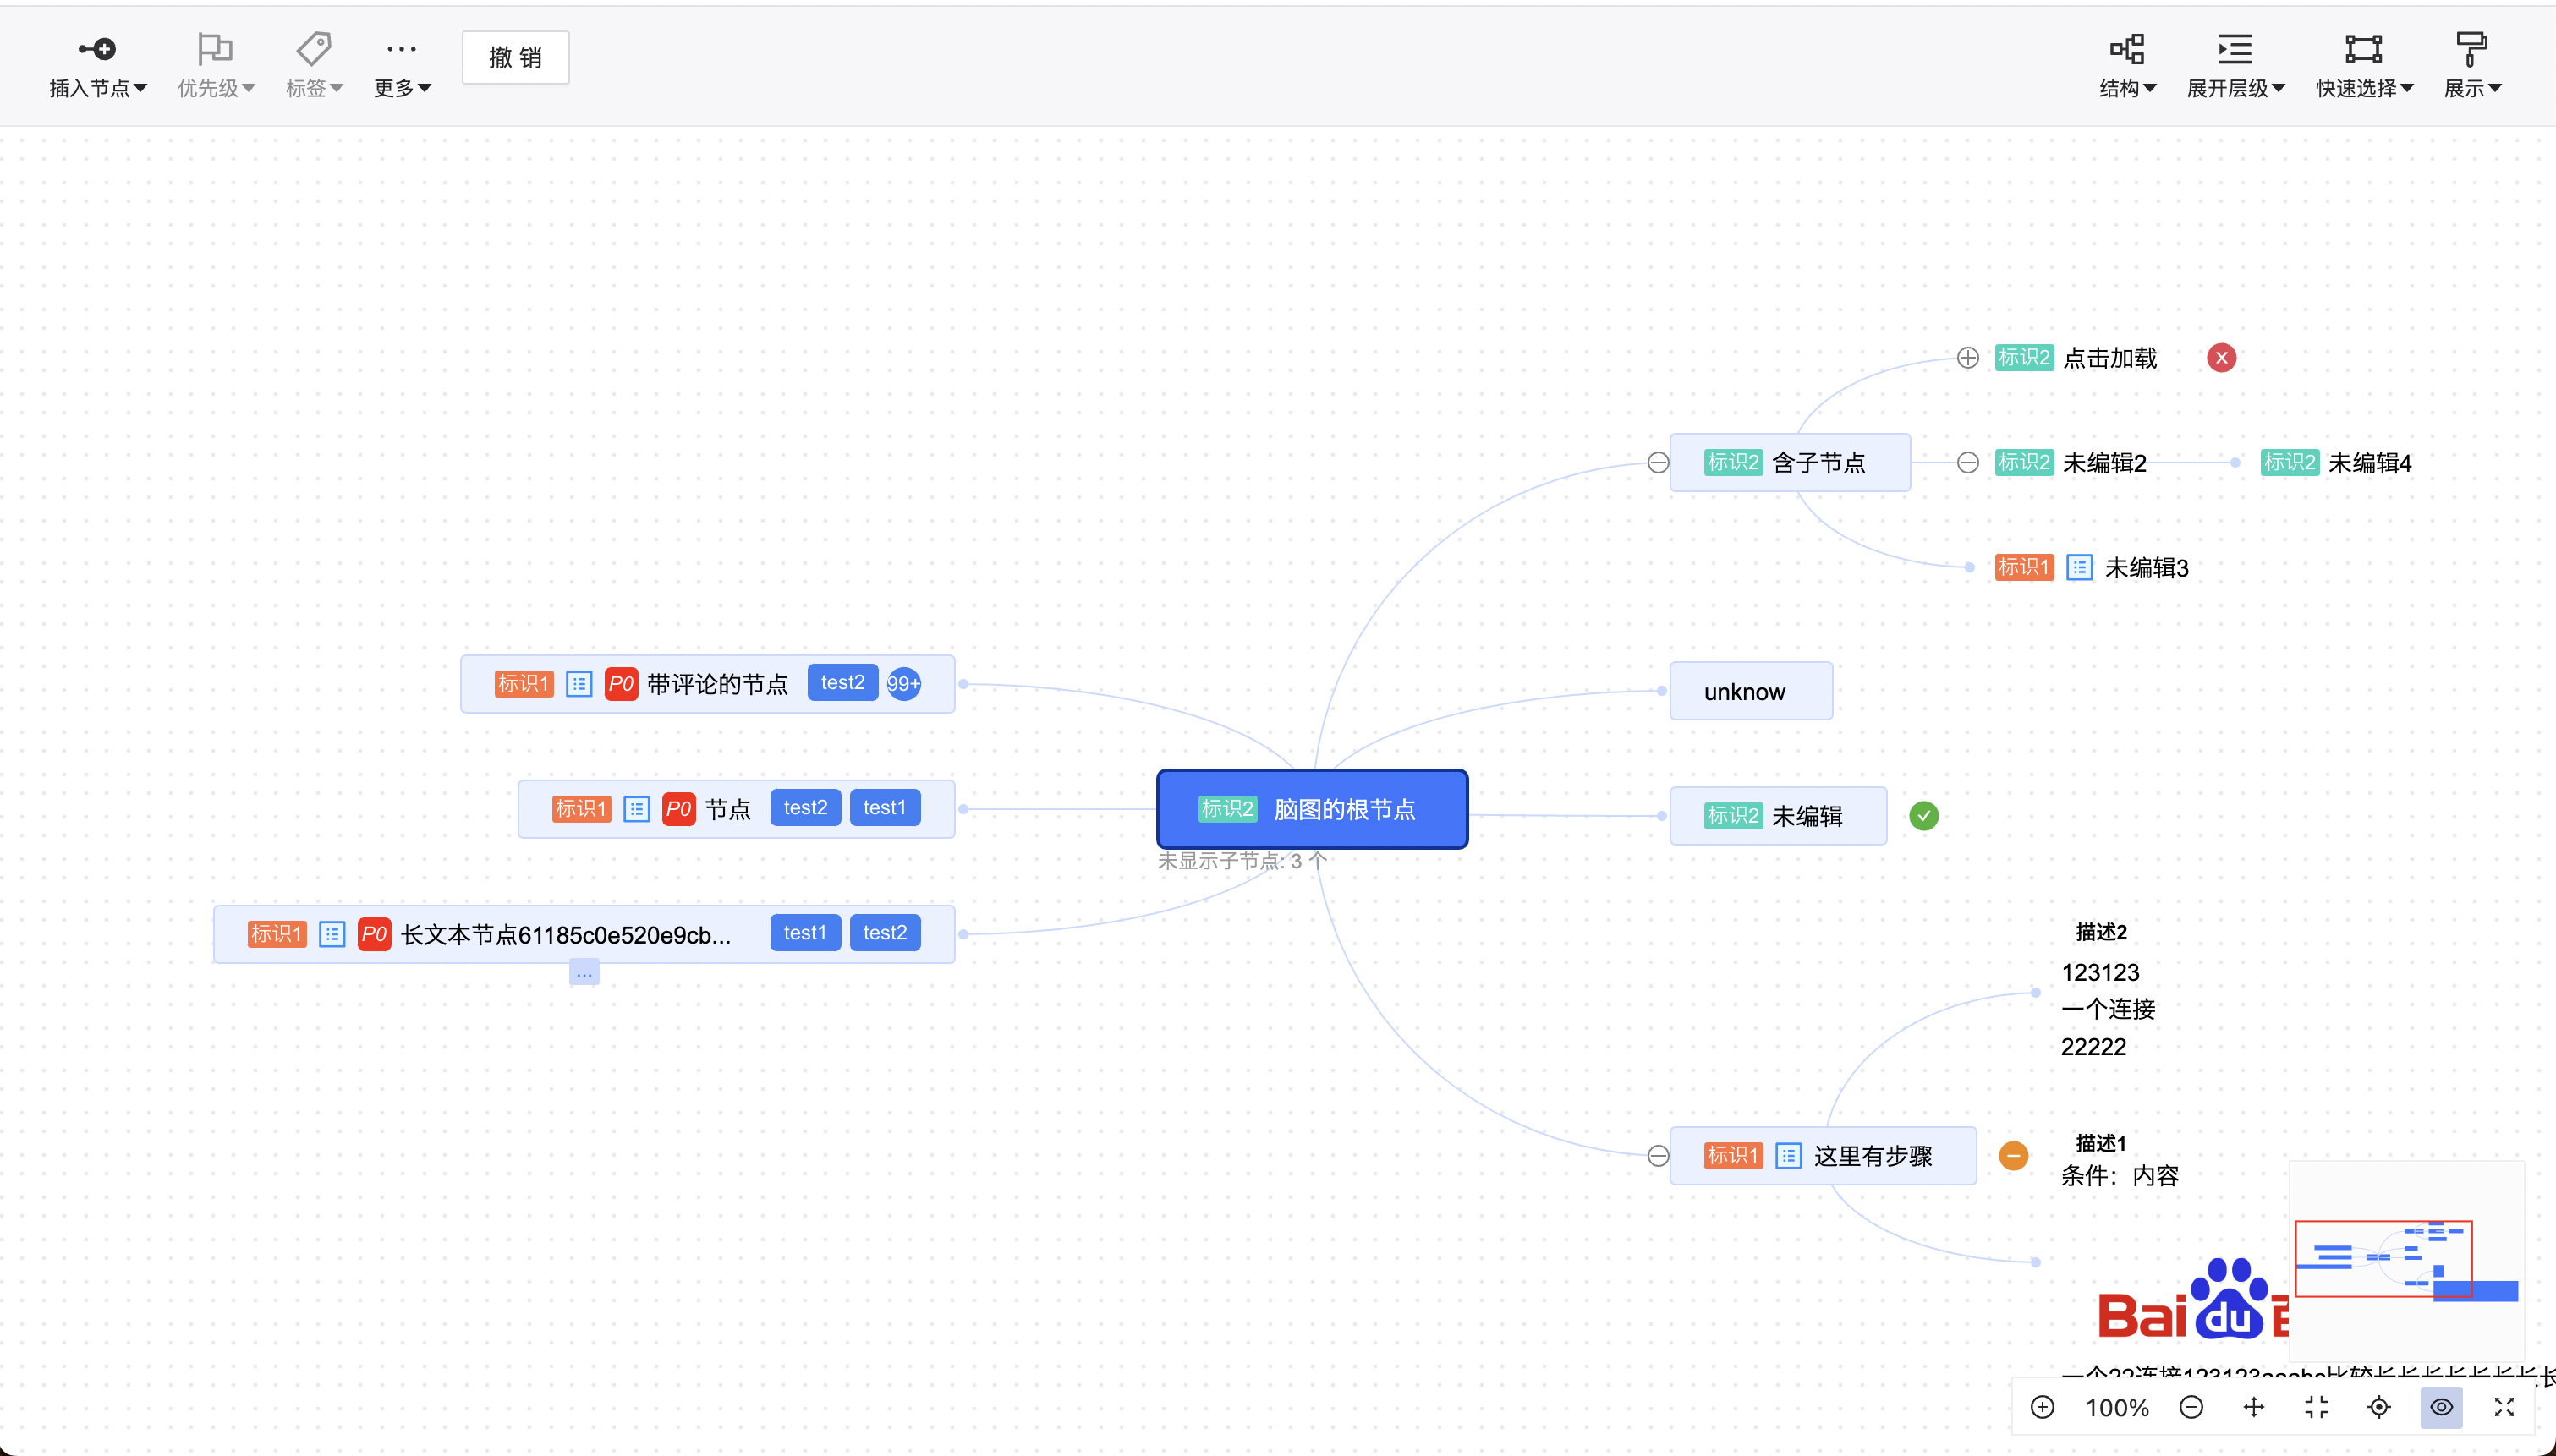 插入节点
优先级
标签
更多
撤 销
结构
展开层级
快速选择
展示
标识2 点击加载
标识2 含子节点
标识2 未编辑2
标识2 未编辑4
标识1 未编辑3
标识1 P0 带评论的节点 test2 99+
unknow
标识1 P0 节点 test2 test1
标识2 脑图的根节点
标识2 未编辑
未显示子节点: 3 个
标识1 P0 长文本节点61185c0e520e9cb... test1 test2
...
描述2
123123
一个连接
22222
标识1 这里有步骤
描述1
条件：内容
Bai du
100%